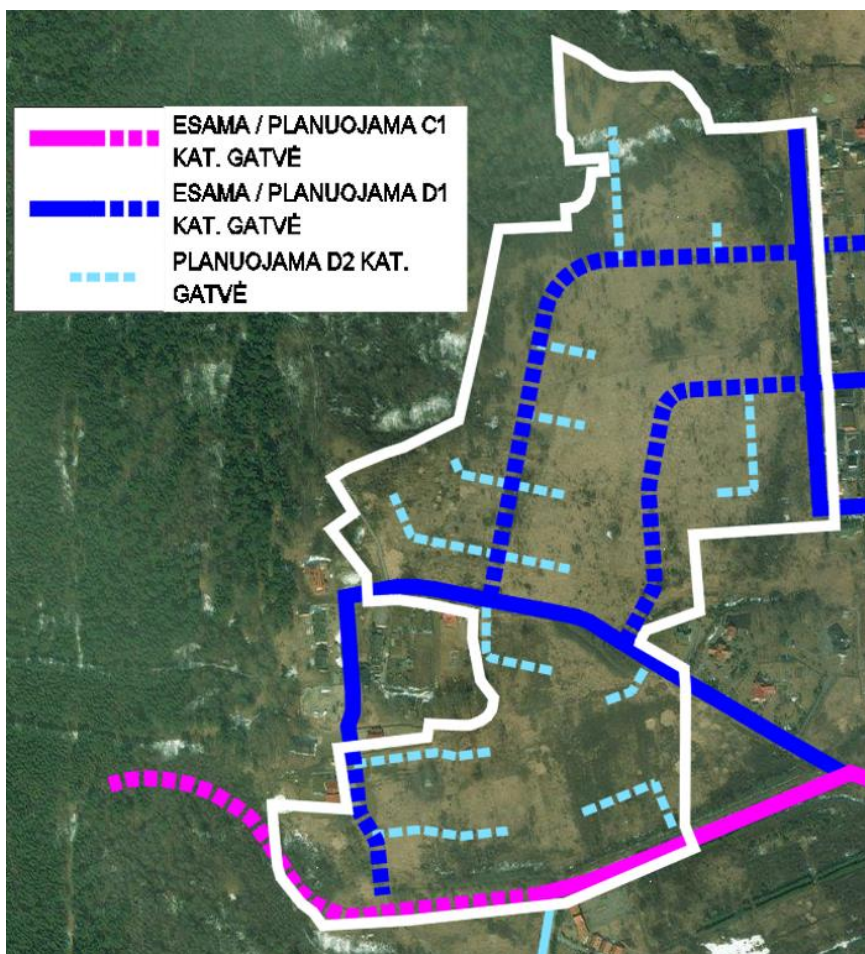 ESAMA / PLANUOJAMA C1
KAT. GATVĖ
ESAMA / PLANUOJAMA D1
KAT. GATVĖ
PLANUOJAMA D2 KAT.
GATVĖ